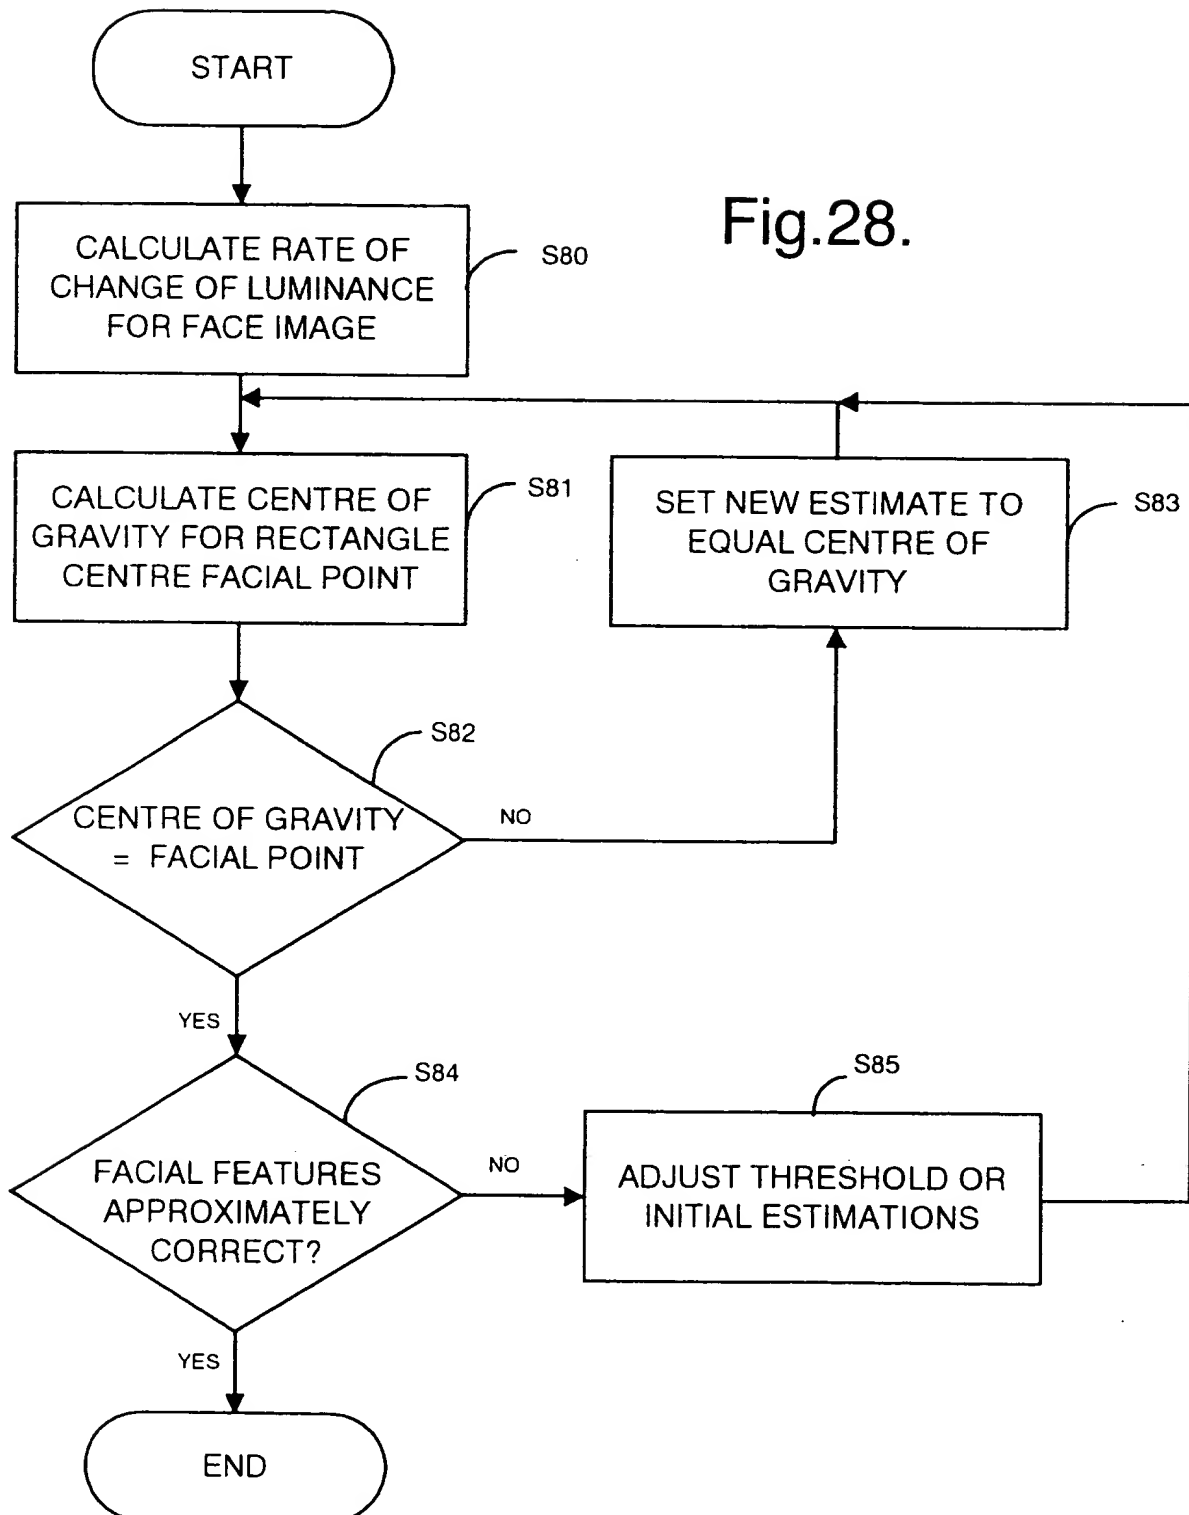 START
Fig.28.
CALCULATE RATE OF
CHANGE OF LUMINANCE
FOR FACE IMAGE
S80
CALCULATE CENTRE OF
GRAVITY FOR RECTANGLE
CENTRE FACIAL POINT
S81
SET NEW ESTIMATE TO
EQUAL CENTRE OF
GRAVITY
S83
S82
CENTRE OF GRAVITY
= FACIAL POINT
NO
YES
S84
FACIAL FEATURES
APPROXIMATELY
CORRECT?
NO
S85
ADJUST THRESHOLD OR
INITIAL ESTIMATIONS
YES
END